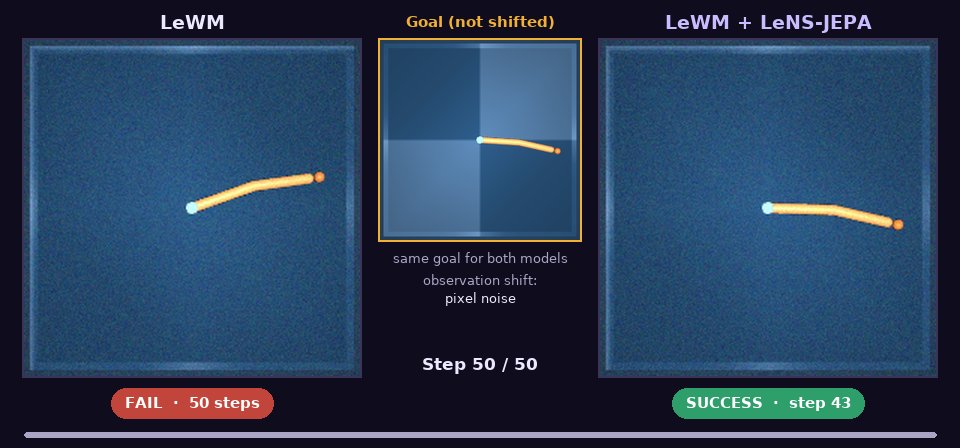 LeWM
Goal (not shifted)
LeWM + LeNS-JEPA
same goal for both models
observation shift:
pixel noise
Step 50 / 50
FAIL · 50 steps
SUCCESS · step 43